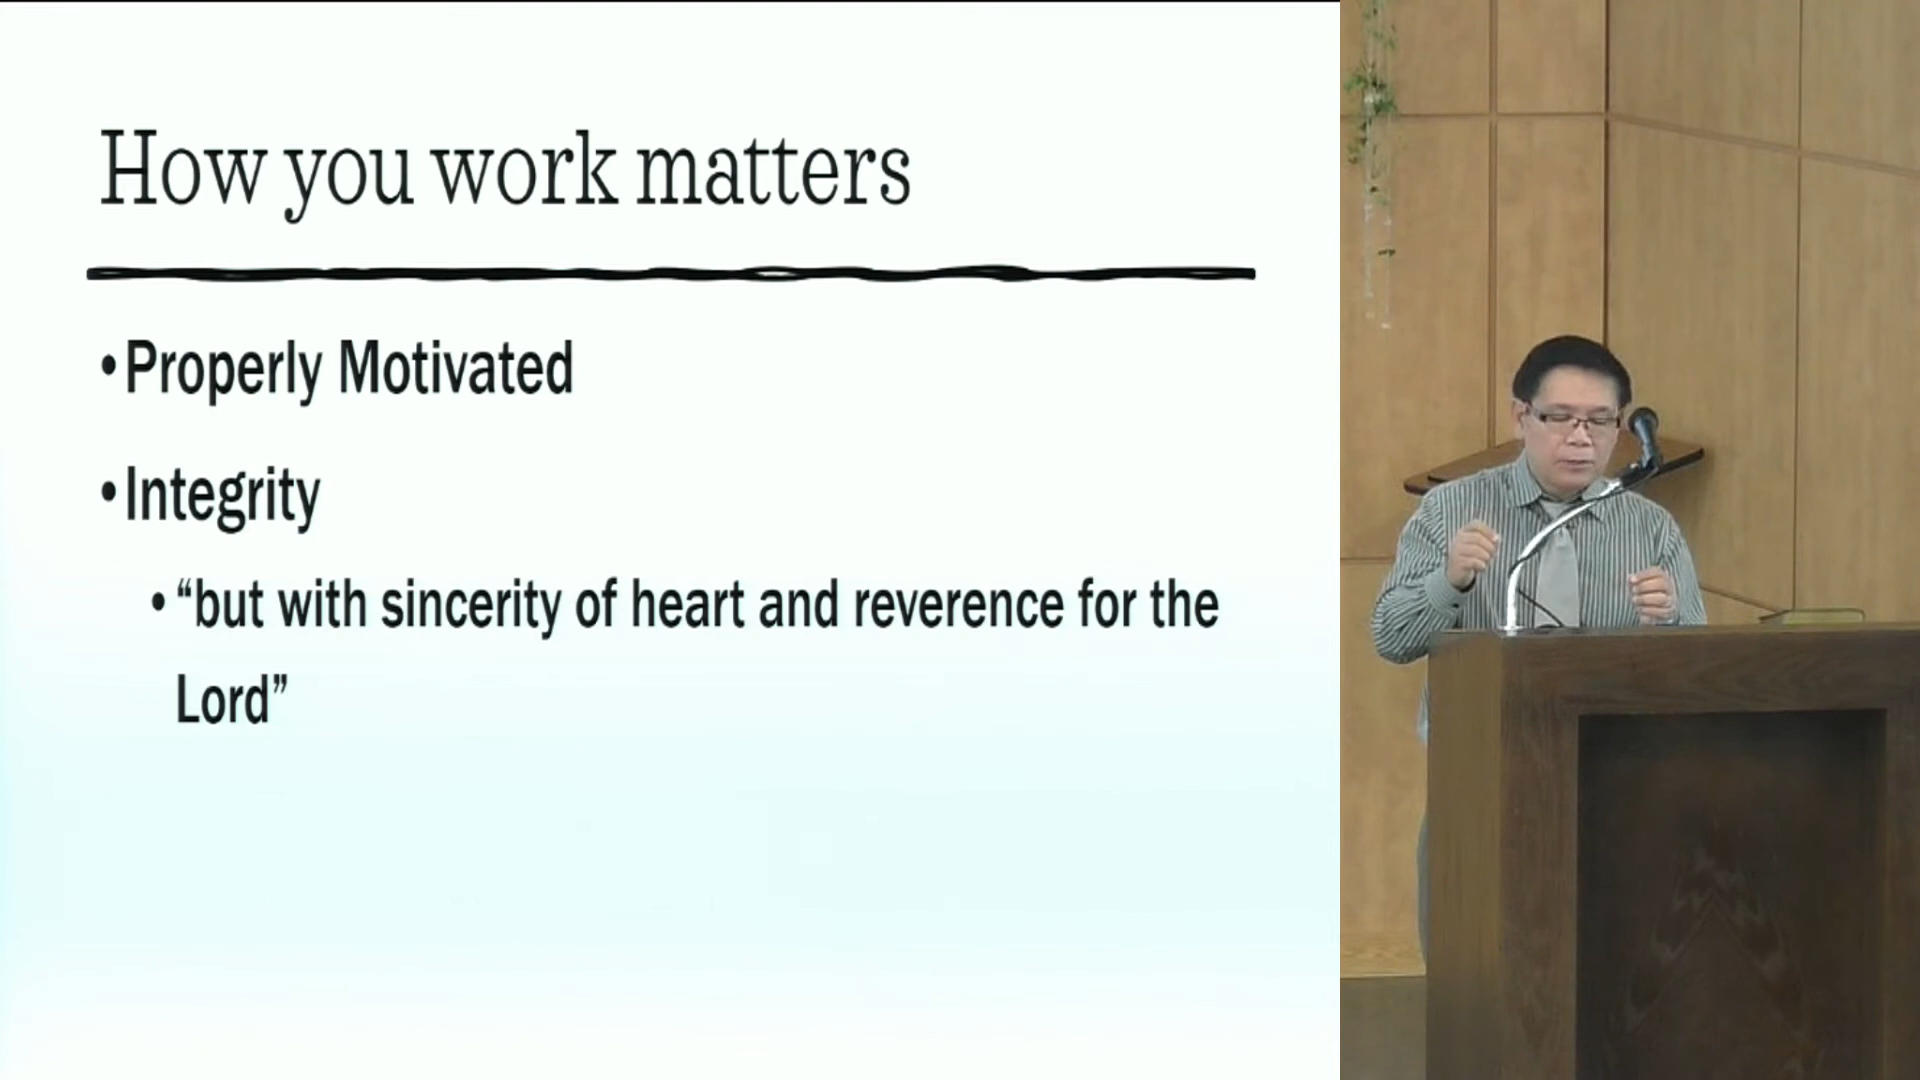 How you work matters
•Properly Motivated
•Integrity
•“but with sincerity of heart and reverence for the
Lord”